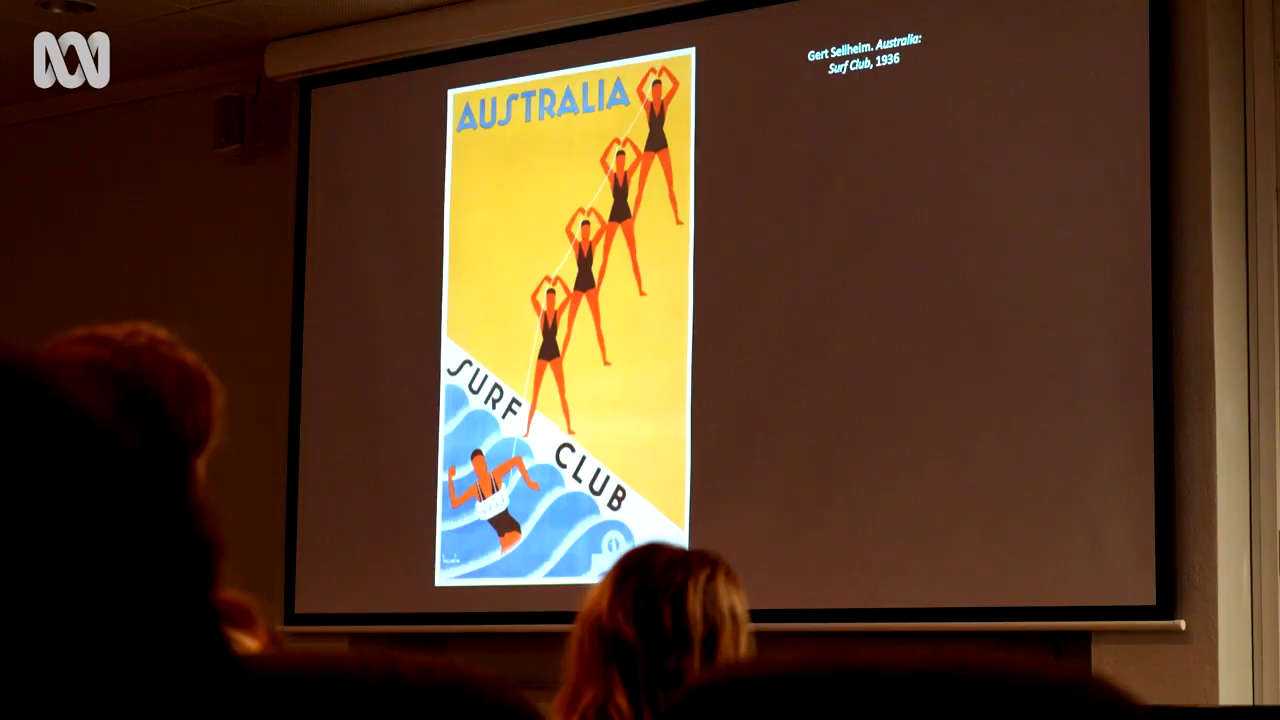 Gert Sellheim. Australia:
Surf Club, 1936
AUSTRALIA
SURF
CLUB